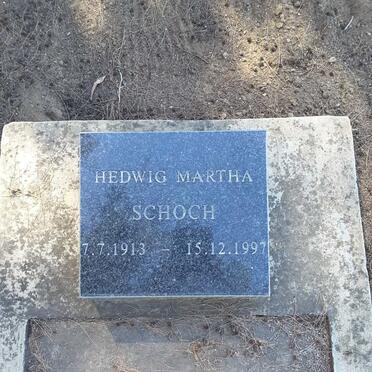 HEDWIG MARTHA
SCHOCH
7.7.1913 – 15.12.1997